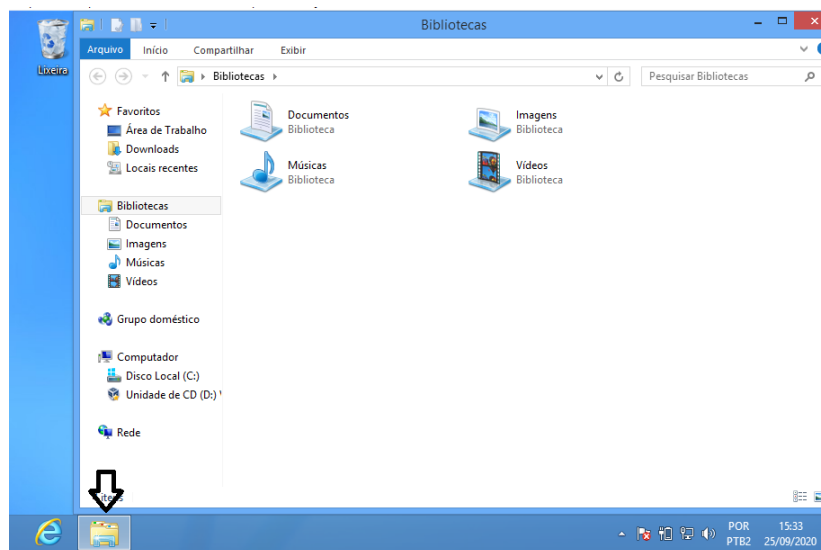 Bibliotecas
Arquivo Início Compartilhar Exibir
Lixeira
Bibliotecas
Pesquisar Bibliotecas
Favoritos
Área de Trabalho
Downloads
Locais recentes
Bibliotecas
Documentos
Imagens
Músicas
Vídeos
Grupo doméstico
Computador
Disco Local (C:)
Unidade de CD (D:)
Rede
Documentos
Biblioteca
Imagens
Biblioteca
Músicas
Biblioteca
Vídeos
Biblioteca
POR
PTB2
15:33
25/09/2020